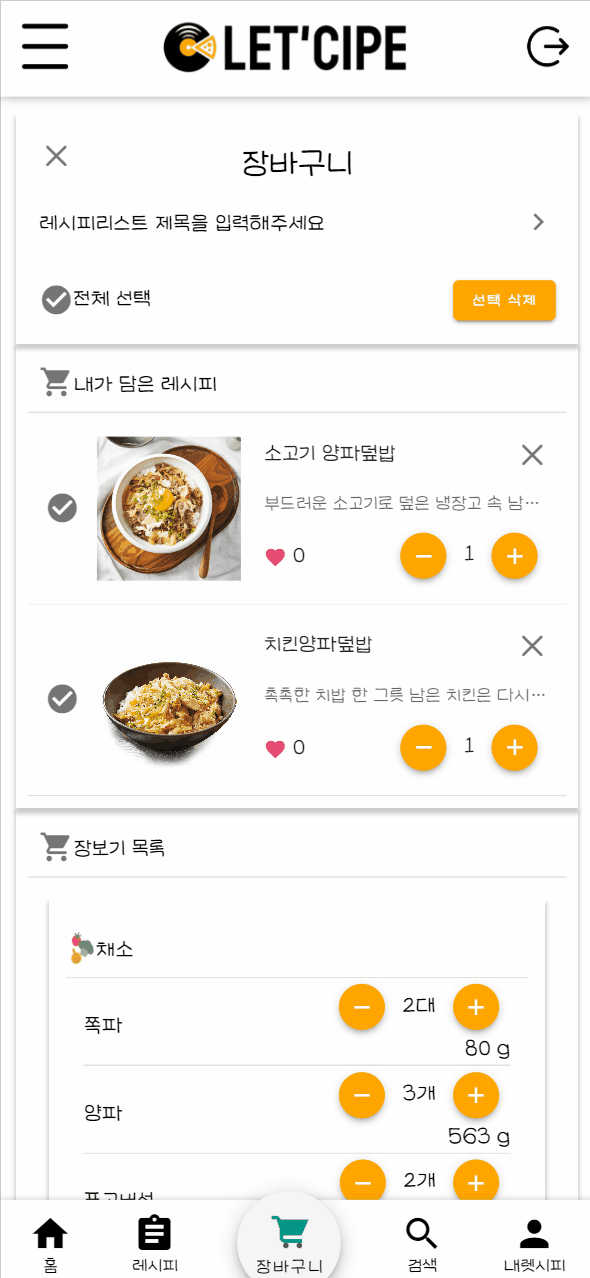 LET'CIPE
장바구니
레시피리스트 제목을 입력해주세요
전체 선택
선택 삭제
내가 담은 레시피
소고기 양파덮밥
부드러운 소고기로 덮은 냉장고 속 남…
0
1
치킨양파덮밥
촉촉한 치밥 한 그릇 남은 치킨은 다시…
0
1
장보기 목록
채소
쪽파
2대
80 g
양파
3개
563 g
표고버섯
2개
홈
레시피
장바구니
검색
내렛시피